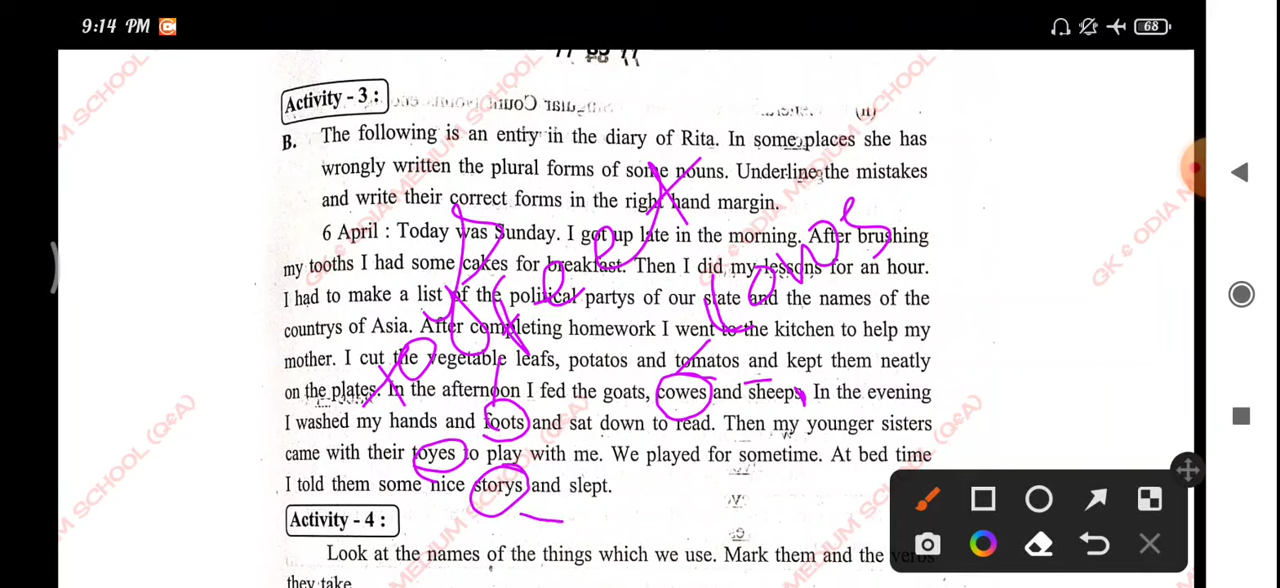 9:14 PM
68
Activity - 3 :
B. The following is an entry in the diary of Rita. In some places she has
wrongly written the plural forms of some nouns. Underline the mistakes
and write their correct forms in the right hand margin.
6 April : Today was Sunday. I got up late in the morning. After brushing
my tooths I had some cakes for breakfast. Then I did my lessons for an hour.
I had to make a list of the political partys of our state and the names of the
countrys of Asia. After completing homework I went to the kitchen to help my
mother. I cut the vegetable leafs, potatos and tomatos and kept them neatly
on the plates. In the afternoon I fed the goats, cowes and sheeps, In the evening
I washed my hands and foots and sat down to read. Then my younger sisters
came with their toyes to play with me. We played for sometime. At bed time
I told them some nice storys and slept.
Activity - 4 :
Look at the names of the things which we use. Mark them and the verbs
they take
feet
cows
toy
GK & ODIA MEDIUM SCHOOL (Q&A)